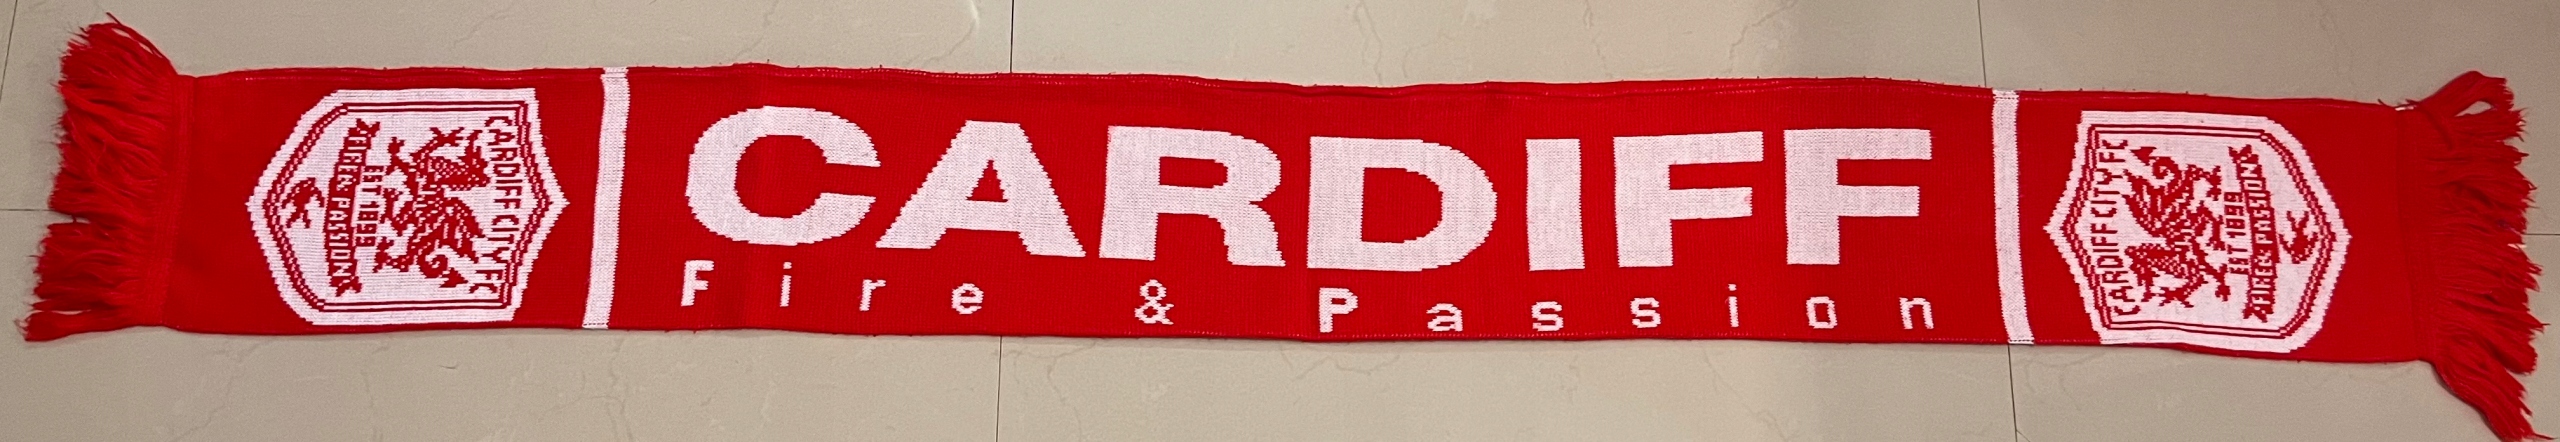 CARDIFF CITY FC
EST 1899
FIRE & PASSION
CARDIFF
Fire & Passion
CARDIFF CITY FC
EST 1899
FIRE & PASSION